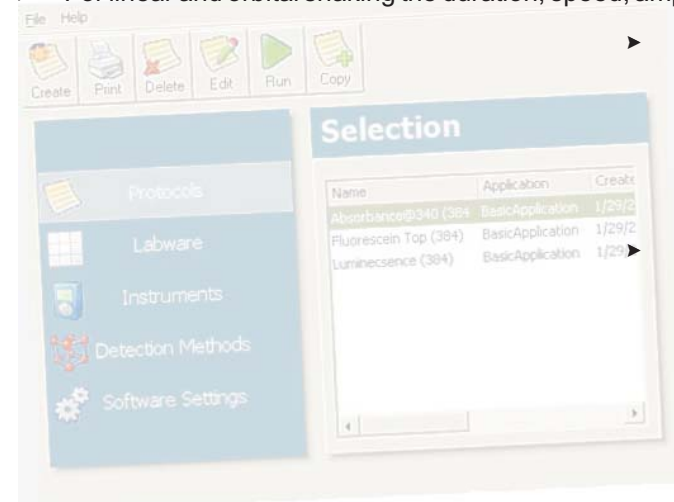 For linear and orbital shaking the duration, speed, amp
File Help
Create Print Delete Edit Run Copy
Selection
Protocols
Labware
Instruments
Detection Methods
Software Settings
Name Application Create
Absorbance@340 (384 BasicApplication 1/29/2
Fluorescein Top (384) BasicApplication 1/29/2
Luminecsence (384) BasicApplication 1/29/